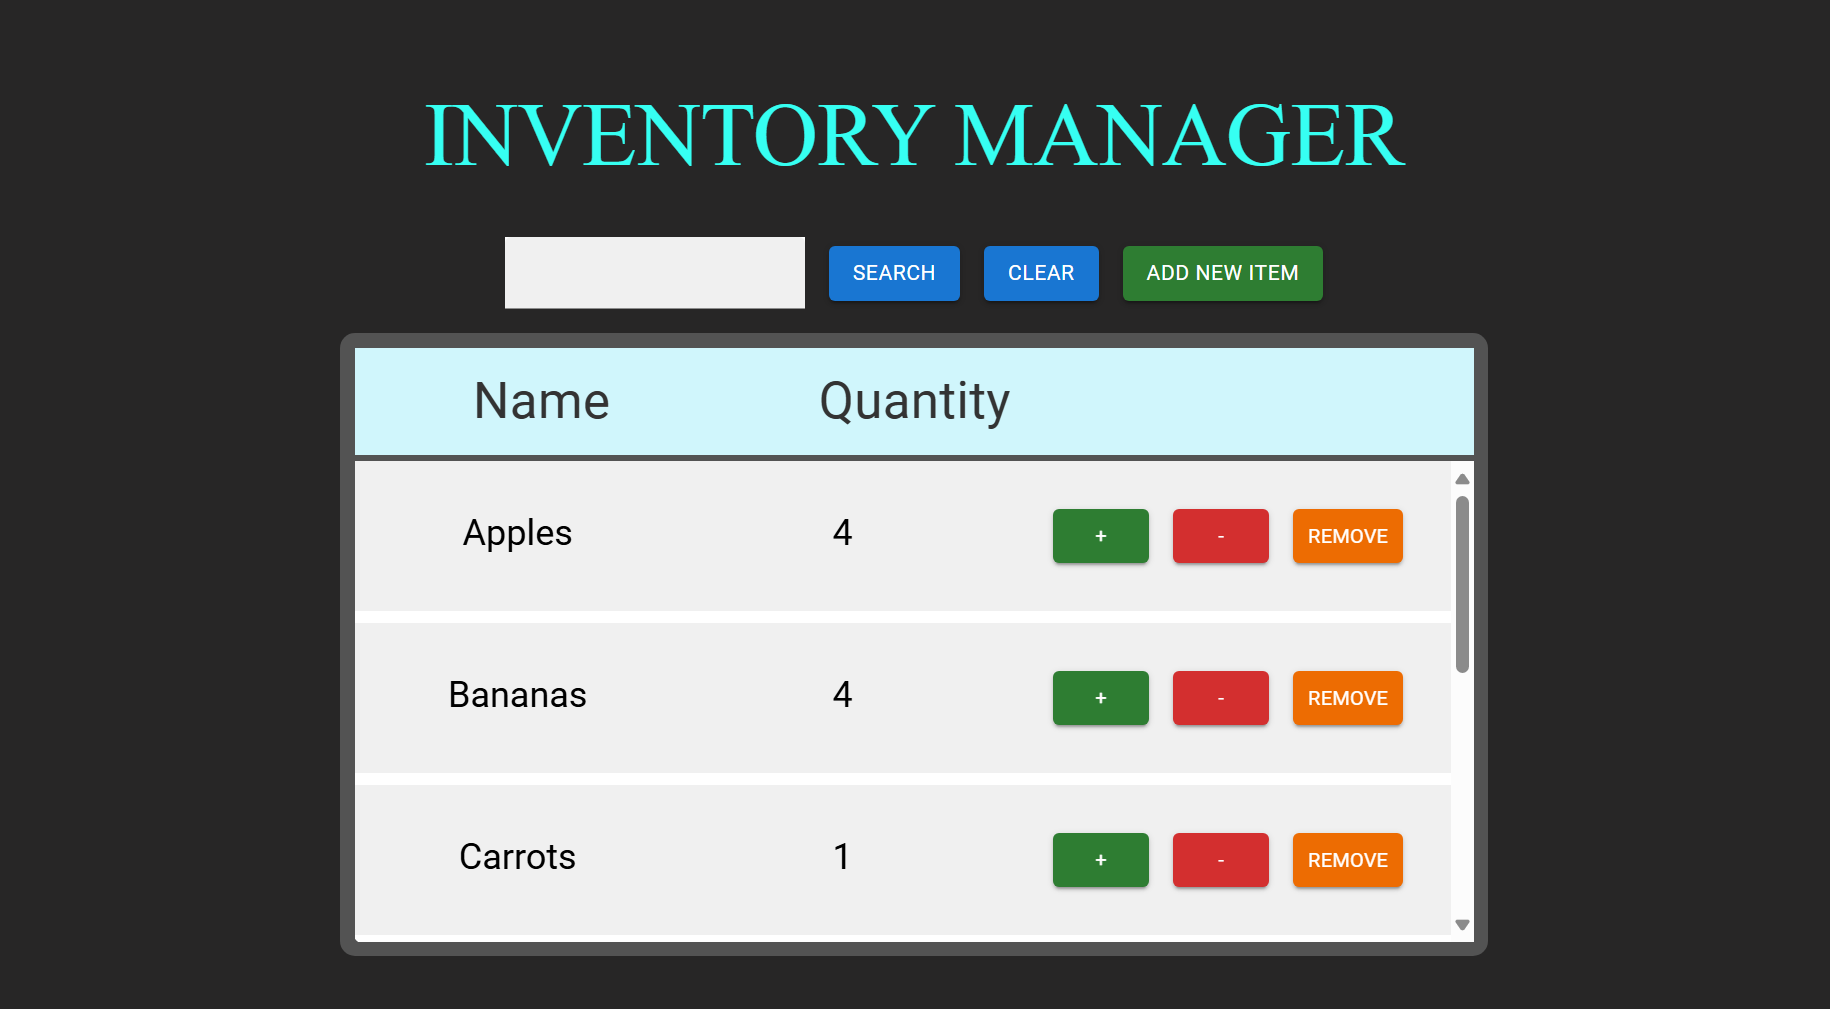 INVENTORY MANAGER
SEARCH CLEAR ADD NEW ITEM
Name Quantity
Apples 4 + - REMOVE
Bananas 4 + - REMOVE
Carrots 1 + - REMOVE